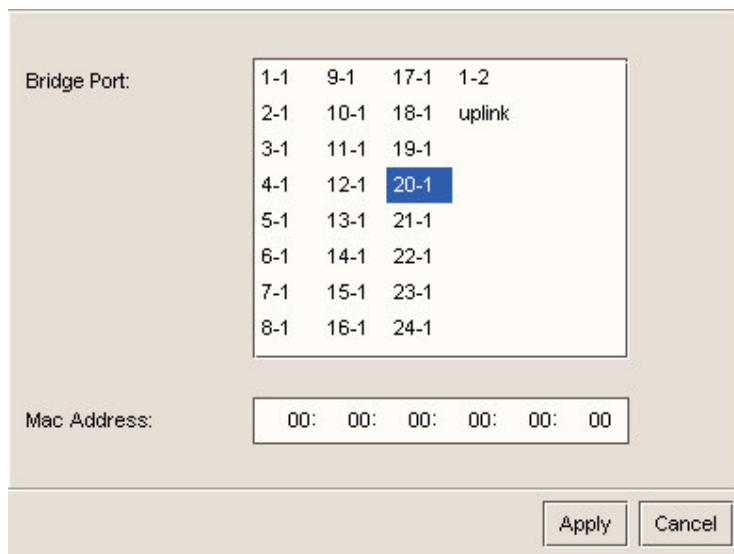 Bridge Port:
1-1 9-1 17-1 1-2
2-1 10-1 18-1 uplink
3-1 11-1 19-1
4-1 12-1 20-1
5-1 13-1 21-1
6-1 14-1 22-1
7-1 15-1 23-1
8-1 16-1 24-1
Mac Address: 00: 00: 00: 00: 00: 00
Apply Cancel